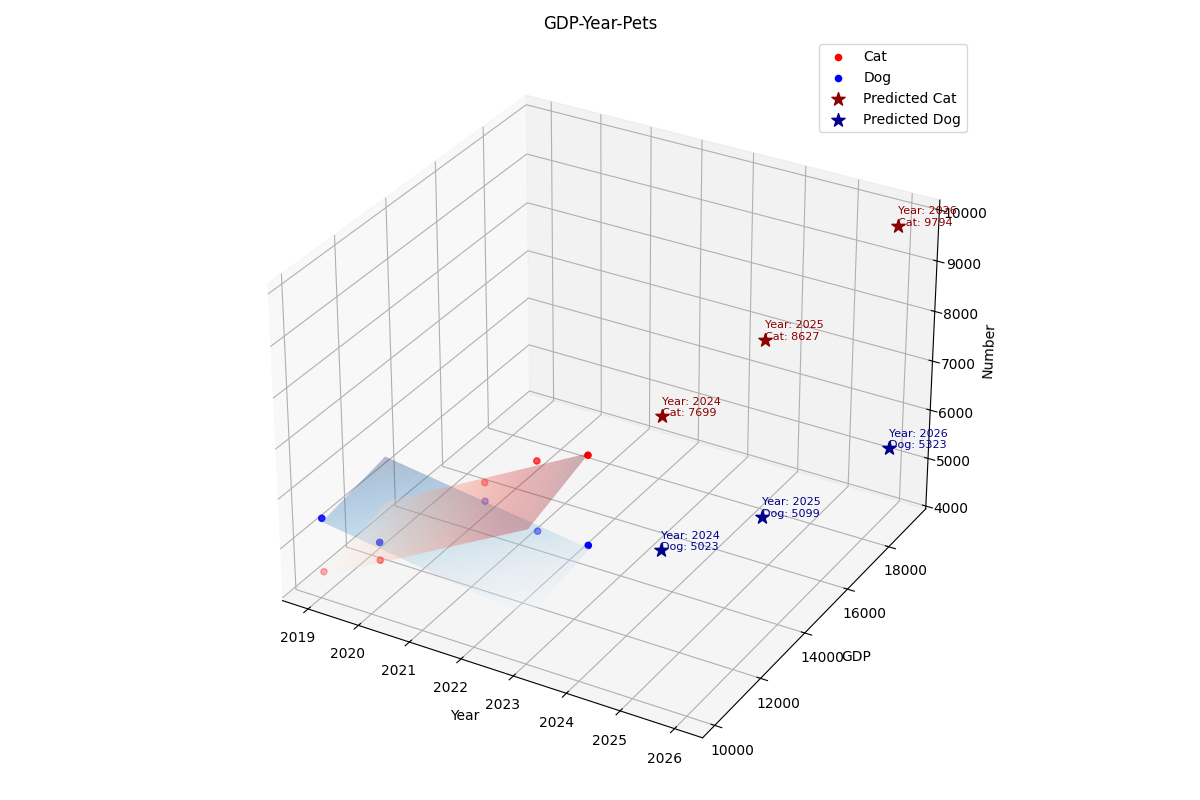 GDP-Year-Pets
Cat
Dog
Predicted Cat
Predicted Dog
Year: 2026
Cat: 9794
Year: 2025
Cat: 8627
Year: 2024
Cat: 7699
Year: 2026
Dog: 5323
Year: 2025
Dog: 5099
Year: 2024
Dog: 5023
10000
9000
8000
7000
6000
5000
4000
Number
18000
16000
14000
12000
10000
GDP
2019
2020
2021
2022
2023
2024
2025
2026
Year